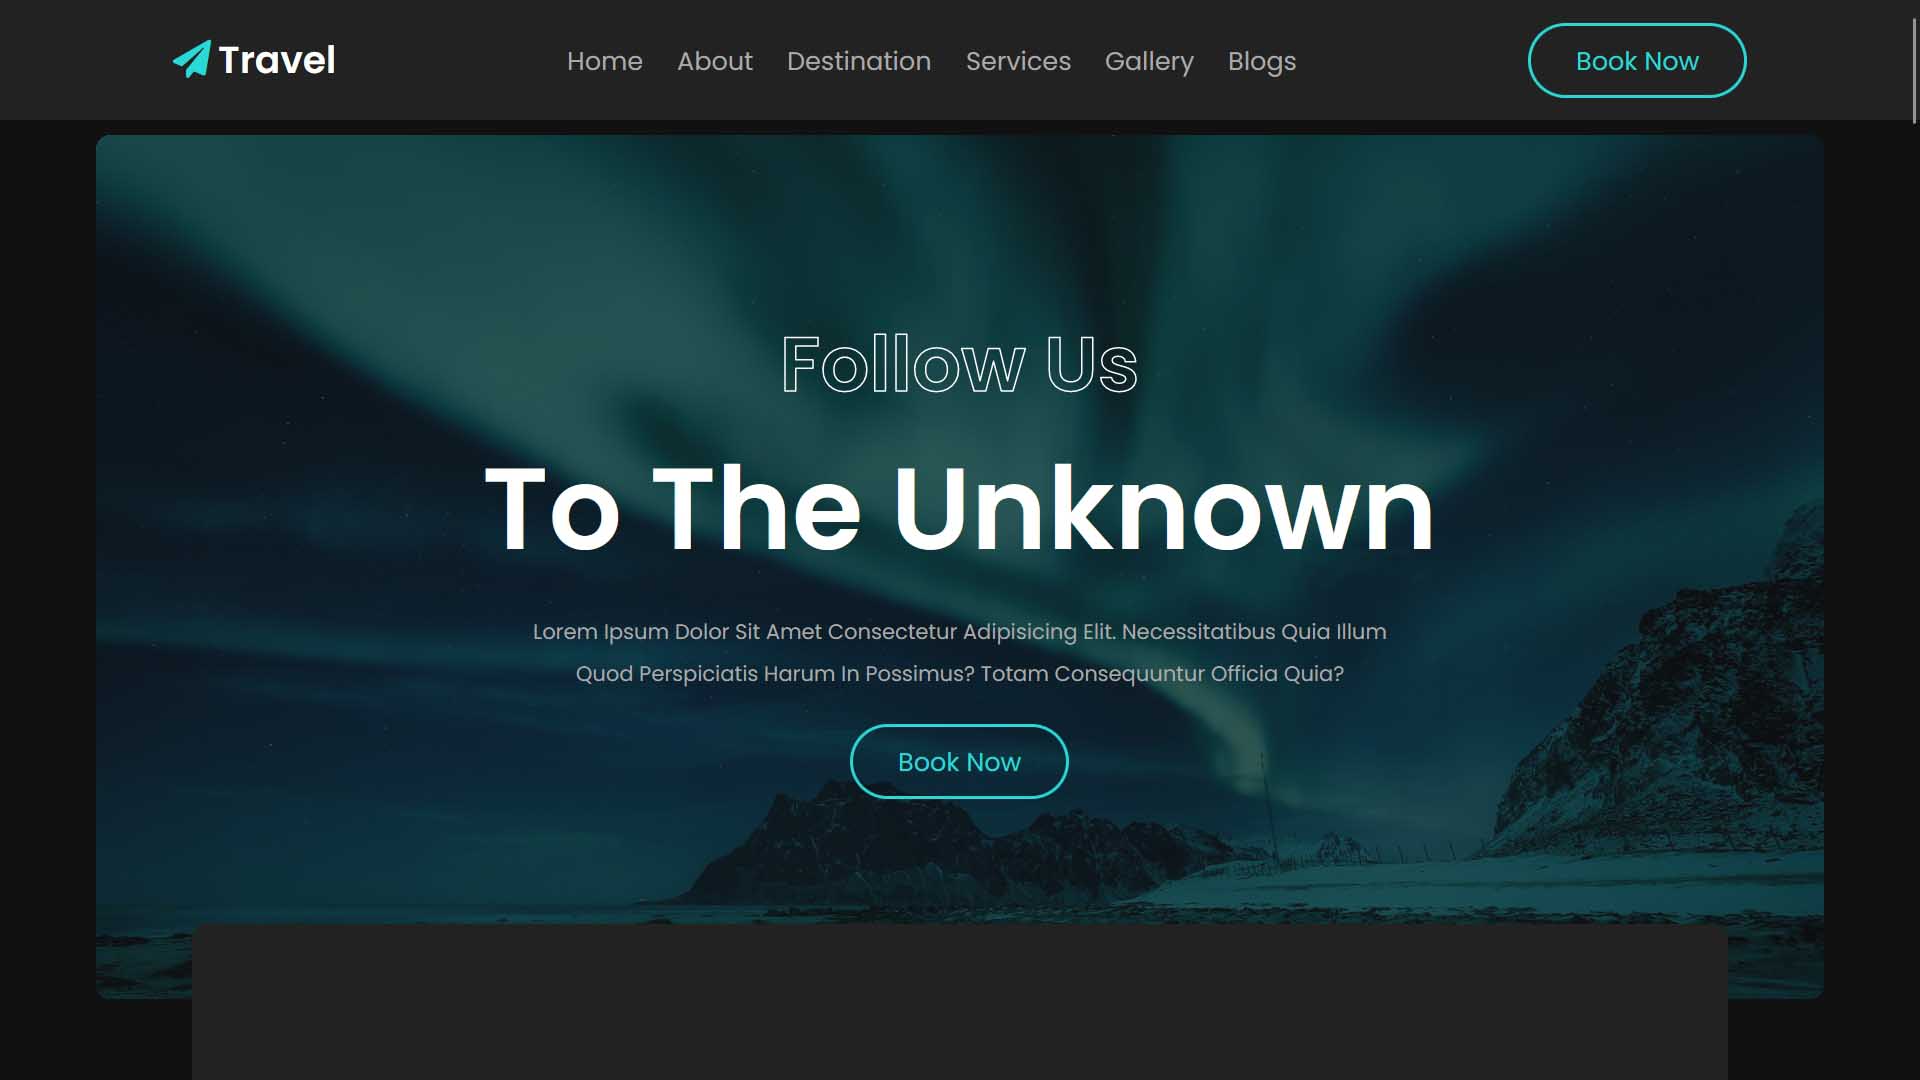 Travel
Home About Destination Services Gallery Blogs
Book Now
Follow Us
To The Unknown
Lorem Ipsum Dolor Sit Amet Consectetur Adipisicing Elit. Necessitatibus Quia Illum
Quod Perspiciatis Harum In Possimus? Totam Consequuntur Officia Quia?
Book Now